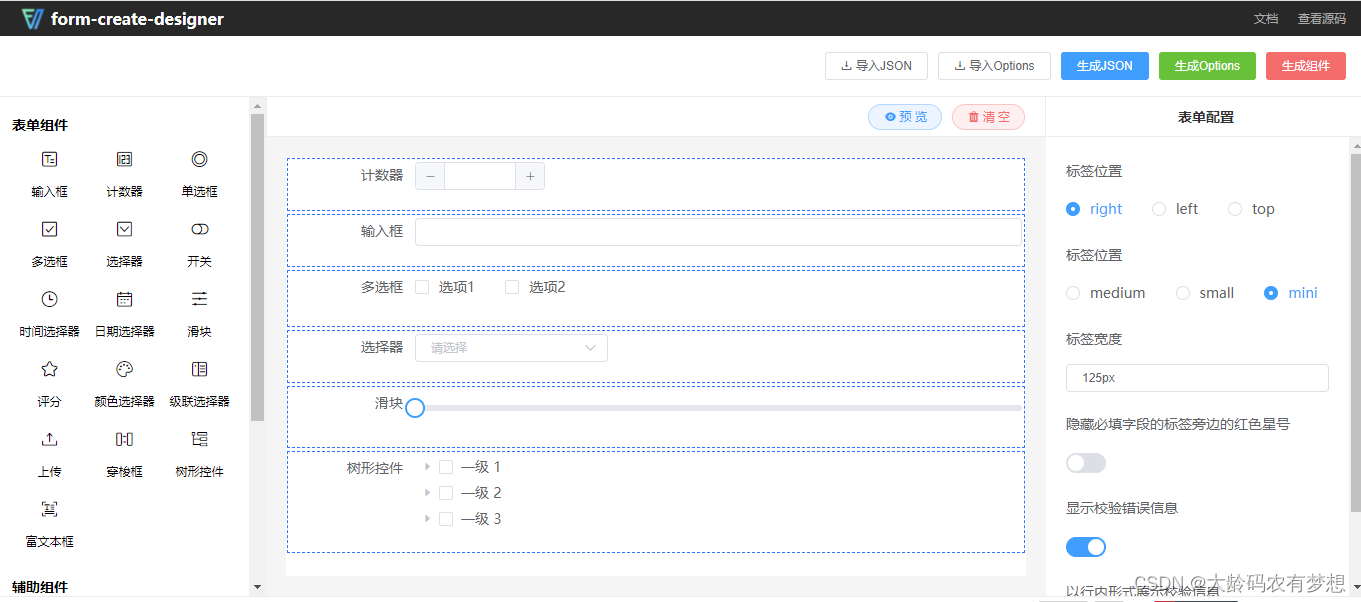 form-create-designer
文档 查看源码
导入JSON 导入Options 生成JSON 生成Options 生成组件
表单组件
输入框 计数器 单选框
多选框 选择器 开关
时间选择器 日期选择器 滑块
评分 颜色选择器 级联选择器
上传 穿梭框 树形控件
富文本框
辅助组件
预览 清空
计数器
输入框
多选框 选项1 选项2
选择器 请选择
滑块
树形控件 一级 1
一级 2
一级 3
表单配置
标签位置
right left top
标签位置
medium small mini
标签宽度
125px
隐藏必填字段的标签旁边的红色星号
显示校验错误信息
以行内形式展示校验信息
CSDN @大龄码农有梦想